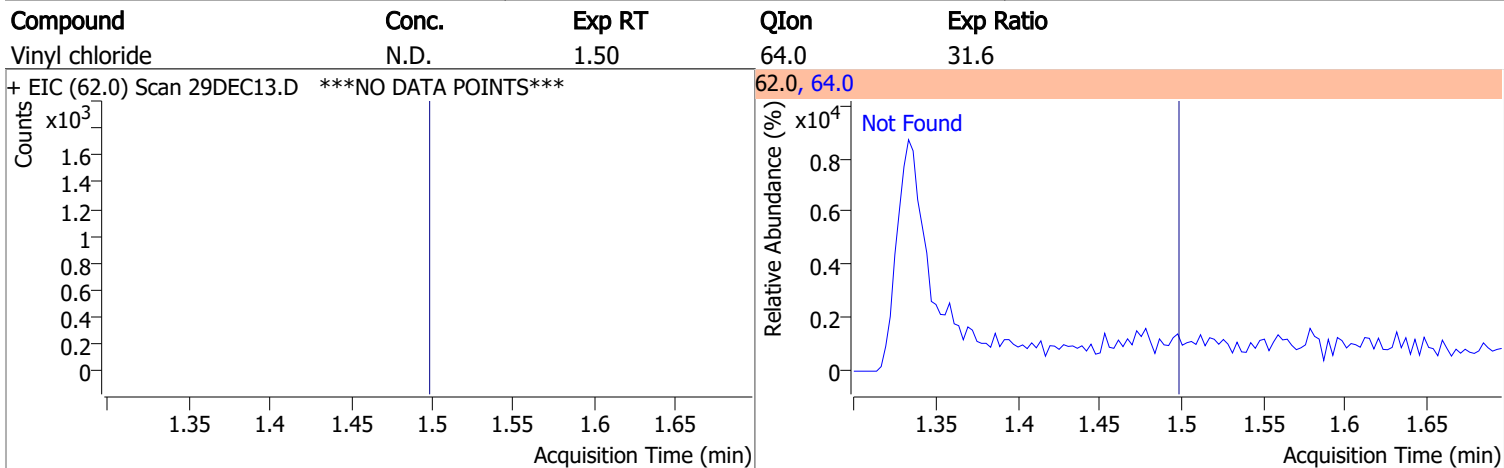 Compound Conc. Exp RT QIon Exp Ratio
Vinyl chloride N.D. 1.50 64.0 31.6
+ EIC (62.0) Scan 29DEC13.D ***NO DATA POINTS***
Counts
x10³
1.6
1.4
1.2
1
0.8
0.6
0.4
0.2
0
1.35 1.4 1.45 1.5 1.55 1.6 1.65
Acquisition Time (min)
62.0, 64.0
Relative Abundance (%)
x10⁴
Not Found
0.8
0.6
0.4
0.2
0
1.35 1.4 1.45 1.5 1.55 1.6 1.65
Acquisition Time (min)